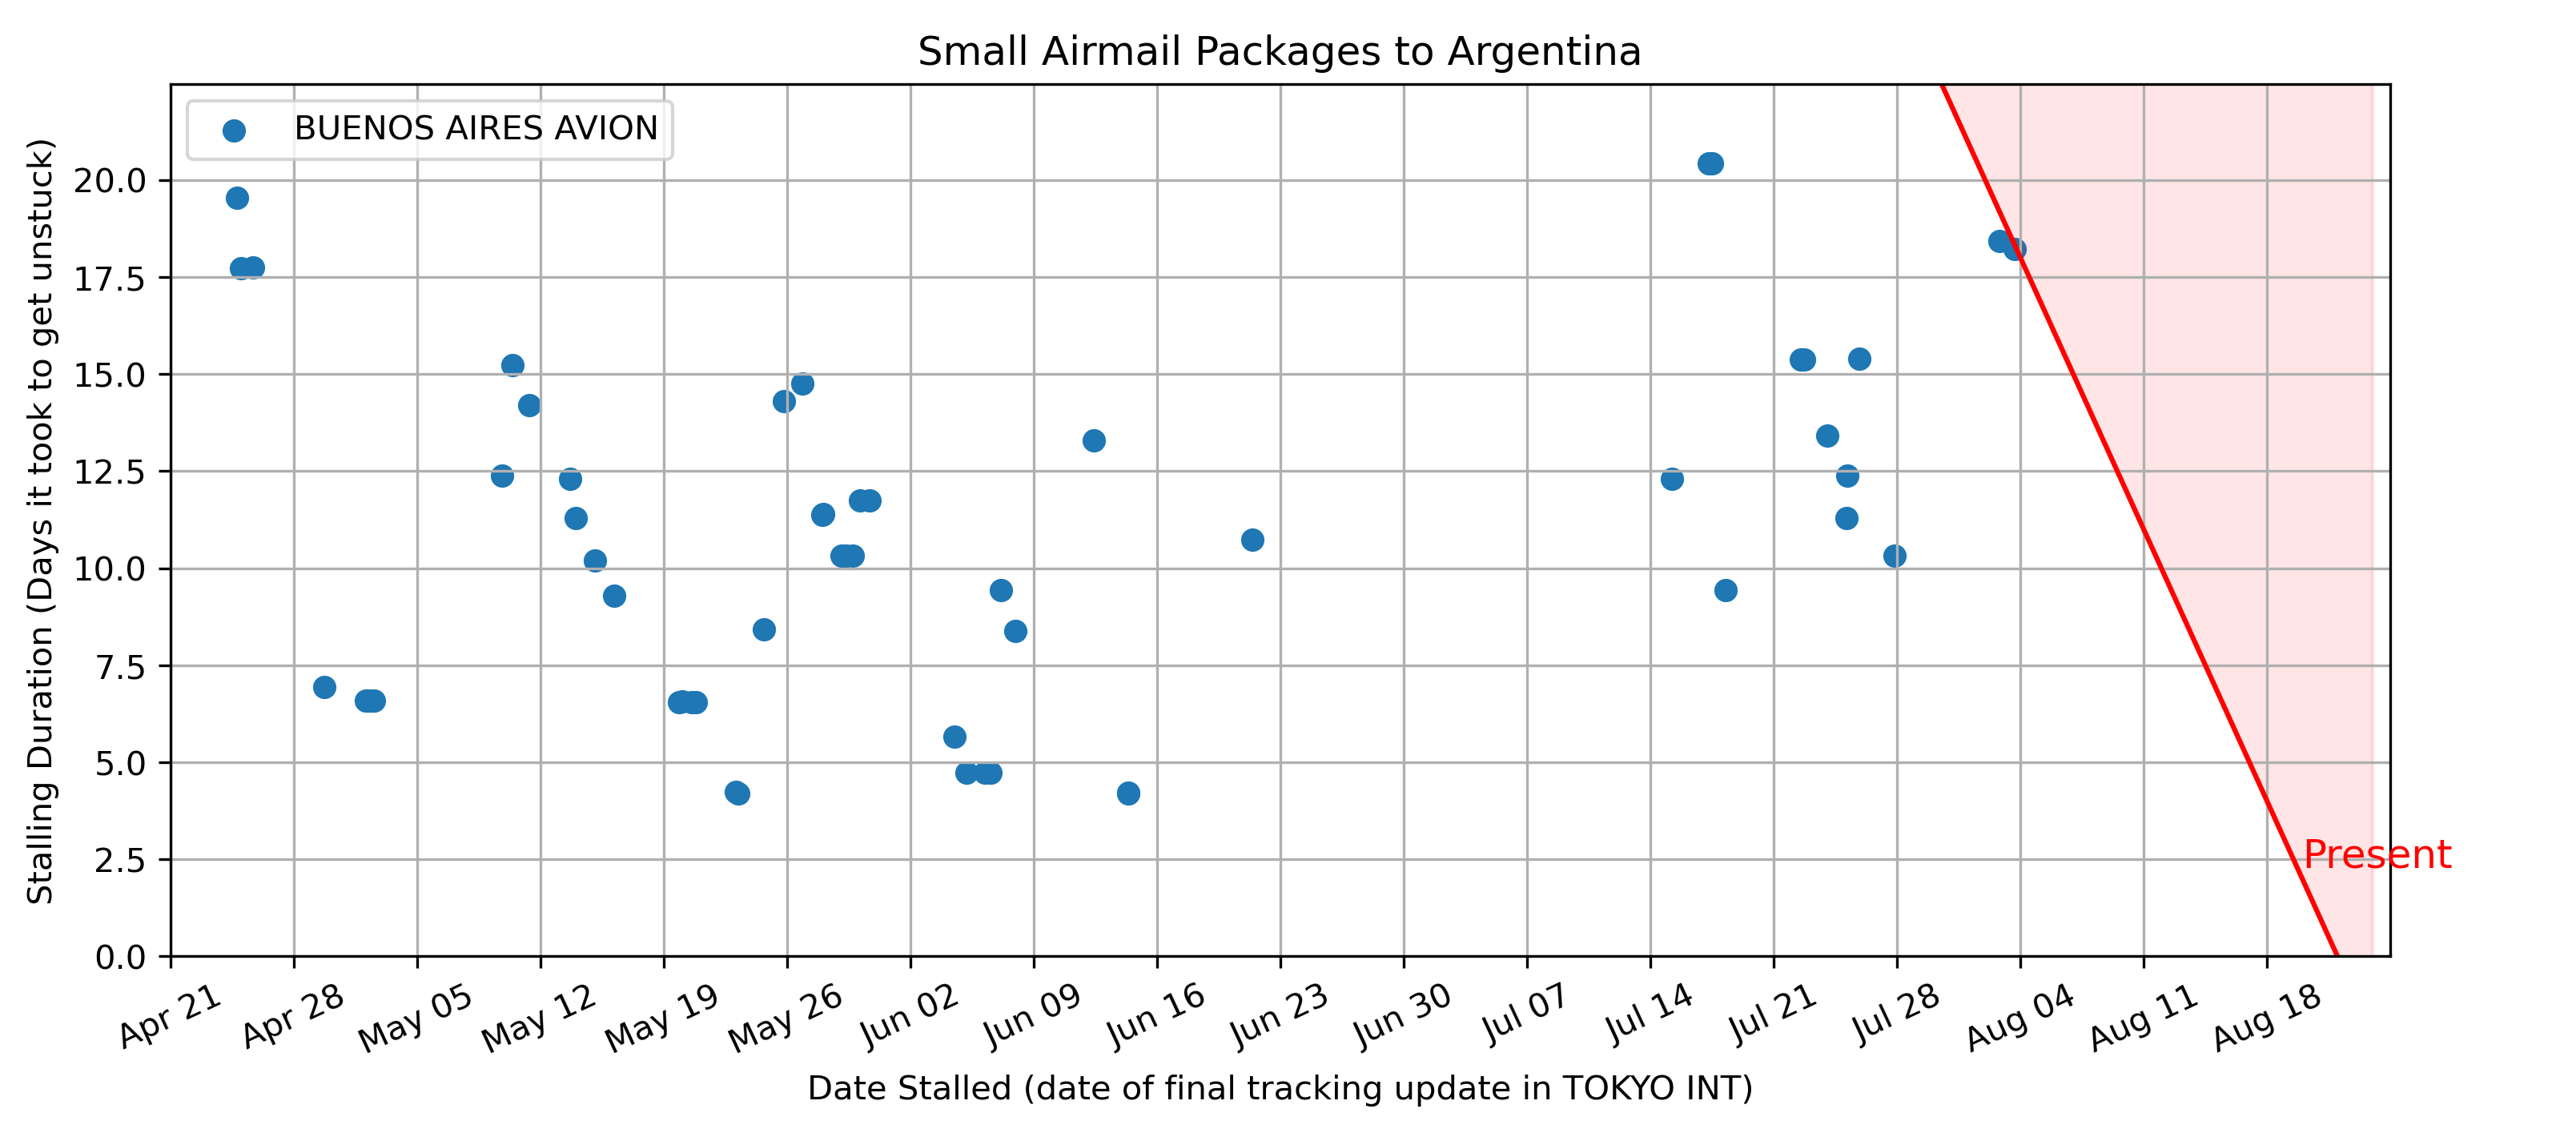 Small Airmail Packages to Argentina
BUENOS AIRES AVION
Stalling Duration (Days it took to get unstuck)
20.0
17.5
15.0
12.5
10.0
7.5
5.0
2.5
0.0
Present
Apr 21
Apr 28
May 05
May 12
May 19
May 26
Jun 02
Jun 09
Jun 16
Jun 23
Jun 30
Jul 07
Jul 14
Jul 21
Jul 28
Aug 04
Aug 11
Aug 18
Date Stalled (date of final tracking update in TOKYO INT)